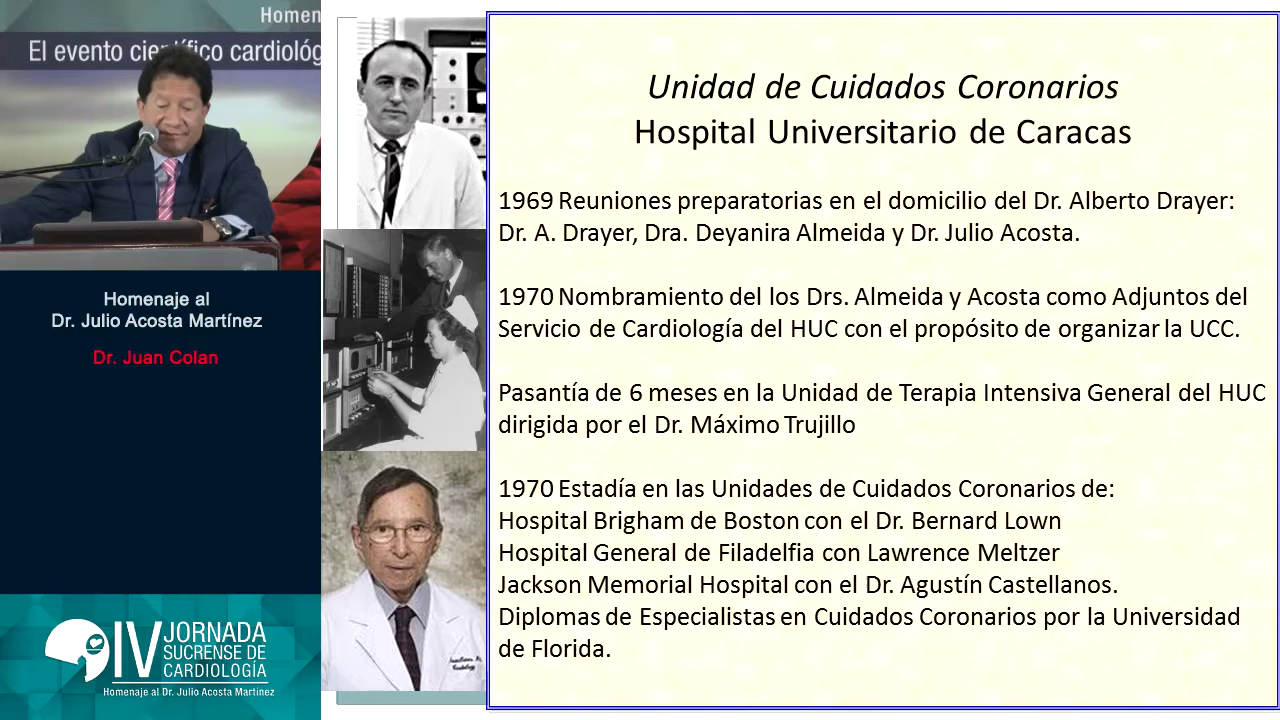 Homen
El evento científico cardiológ
Homenaje al
Dr. Julio Acosta Martínez
Dr. Juan Colan
IV JORNADA
SUCRENSE DE
CARDIOLOGÍA
Homenaje al Dr. Julio Acosta Martínez
Unidad de Cuidados Coronarios
Hospital Universitario de Caracas
1969 Reuniones preparatorias en el domicilio del Dr. Alberto Drayer:
Dr. A. Drayer, Dra. Deyanira Almeida y Dr. Julio Acosta.
1970 Nombramiento del los Drs. Almeida y Acosta como Adjuntos del
Servicio de Cardiología del HUC con el propósito de organizar la UCC.
Pasantía de 6 meses en la Unidad de Terapia Intensiva General del HUC
dirigida por el Dr. Máximo Trujillo
1970 Estadía en las Unidades de Cuidados Coronarios de:
Hospital Brigham de Boston con el Dr. Bernard Lown
Hospital General de Filadelfia con Lawrence Meltzer
Jackson Memorial Hospital con el Dr. Agustín Castellanos.
Diplomas de Especialistas en Cuidados Coronarios por la Universidad
de Florida.